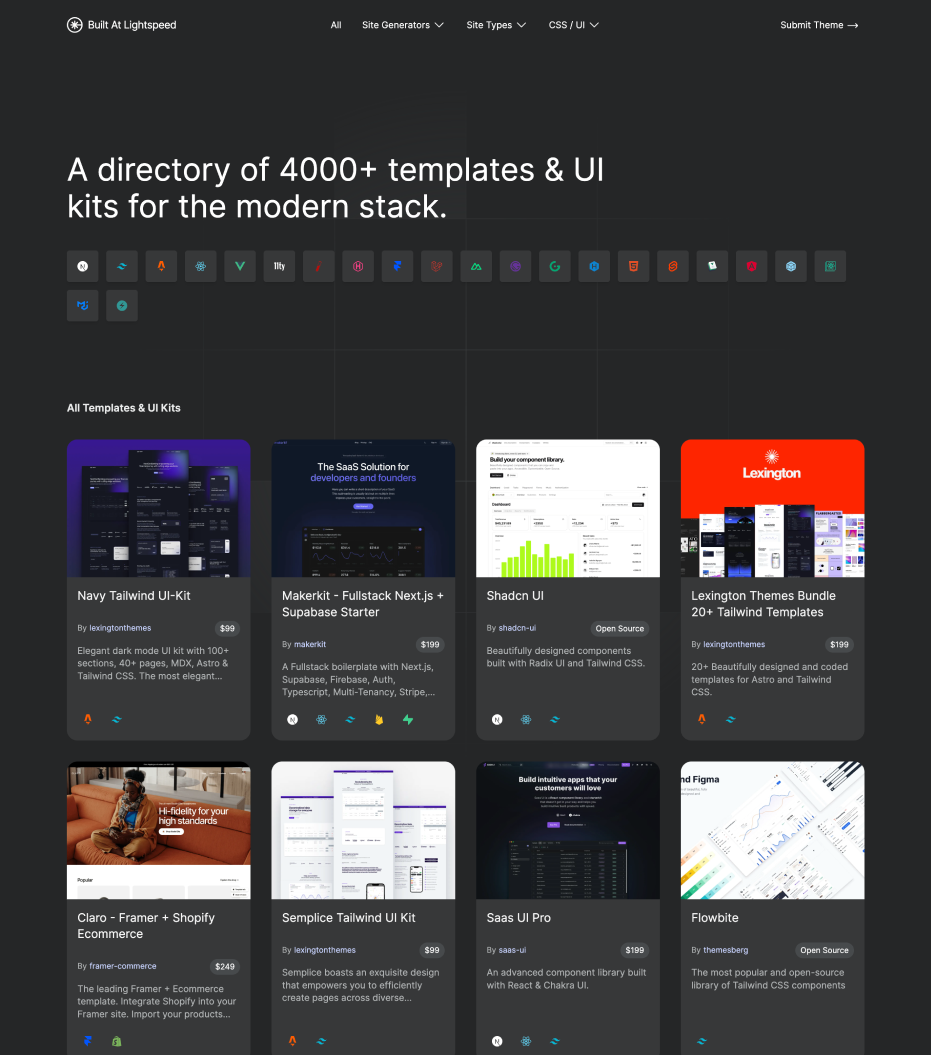 Built At Lightspeed
All
Site Generators
Site Types
CSS / UI
Submit Theme →
A directory of 4000+ templates & UI
kits for the modern stack.
11ty
All Templates & UI Kits
The SaaS Solution for
developers and founders
Build your component library.
Dashboard
Lexington
Navy Tailwind UI-Kit
By lexingtonthemes
$99
Elegant dark mode UI kit with 100+
sections, 40+ pages, MDX, Astro &
Tailwind CSS. The most elegant...
Makerkit - Fullstack Next.js +
Supabase Starter
By makerkit
$199
A Fullstack boilerplate with Next.js,
Supabase, Firebase, Auth,
Typescript, Multi-Tenancy, Stripe,...
Shadcn UI
By shadcn-ui
Open Source
Beautifully designed components
built with Radix UI and Tailwind CSS.
Lexington Themes Bundle
20+ Tailwind Templates
By lexingtonthemes
$199
20+ Beautifully designed and coded
templates for Astro and Tailwind
CSS.
Hi-fidelity for your
high standards
Popular
Build intuitive apps that your
customers will love
nd Figma
Claro - Framer + Shopify
Ecommerce
By framer-commerce
$249
The leading Framer + Ecommerce
template. Integrate Shopify into your
Framer site. Import your products...
Semplice Tailwind UI Kit
By lexingtonthemes
$99
Semplice boasts an exquisite design
that empowers you to efficiently
create pages across diverse...
Saas UI Pro
By saas-ui
$199
An advanced component library built
with React & Chakra UI.
Flowbite
By themesberg
Open Source
The most popular and open-source
library of Tailwind CSS components